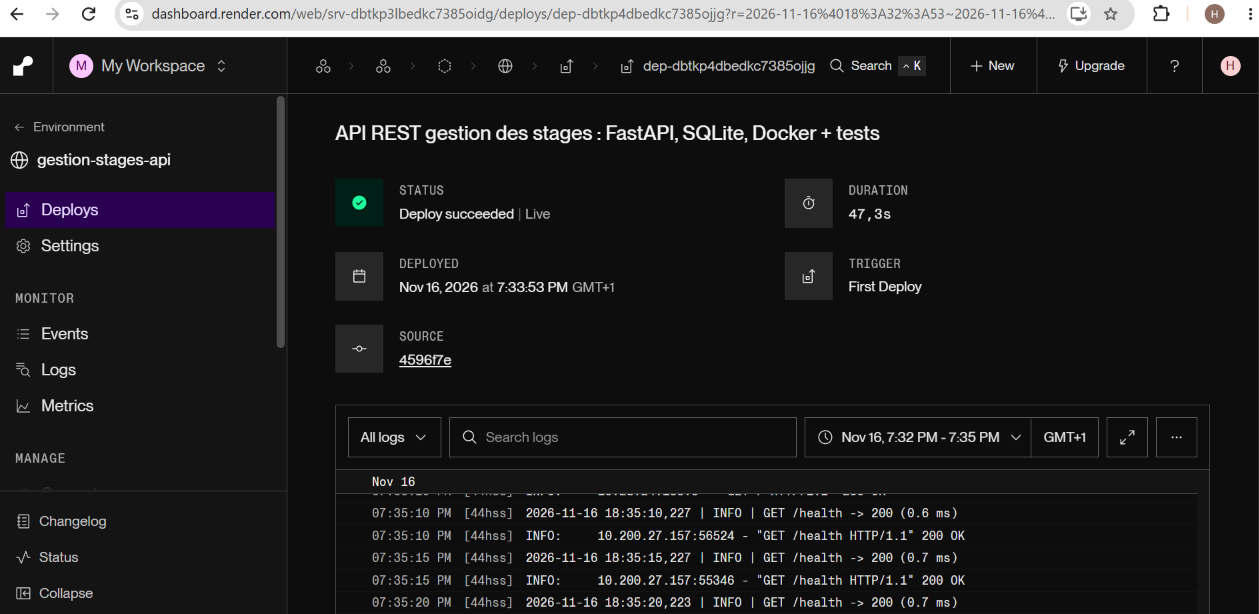 dashboard.render.com/web/srv-dbtkp3lbedkc7385oidg/deploys/dep-dbtkp4dbedkc7385ojjg?r=2026-11-16%4018%3A32%3A53~2026-11-16%4...
H
M My Workspace
dep-dbtkp4dbedkc7385ojjg
Search ^ K
+ New
Upgrade
?
H
← Environment
gestion-stages-api
Deploys
Settings
MONITOR
Events
Logs
Metrics
MANAGE
Changelog
Status
Collapse
API REST gestion des stages : FastAPI, SQLite, Docker + tests
STATUS
Deploy succeeded | Live
DURATION
47,3s
DEPLOYED
Nov 16, 2026 at 7:33:53 PM GMT+1
TRIGGER
First Deploy
SOURCE
4596f7e
All logs
Search logs
Nov 16, 7:32 PM - 7:35 PM
GMT+1
...
Nov 16
07:35:10 PM [44hss] 2026-11-16 18:35:10,227 | INFO | GET /health -> 200 (0.6 ms)
07:35:10 PM [44hss] INFO: 10.200.27.157:56524 - "GET /health HTTP/1.1" 200 OK
07:35:15 PM [44hss] 2026-11-16 18:35:15,227 | INFO | GET /health -> 200 (0.7 ms)
07:35:15 PM [44hss] INFO: 10.200.27.157:55346 - "GET /health HTTP/1.1" 200 OK
07:35:20 PM [44hss] 2026-11-16 18:35:20,223 | INFO | GET /health -> 200 (0.7 ms)